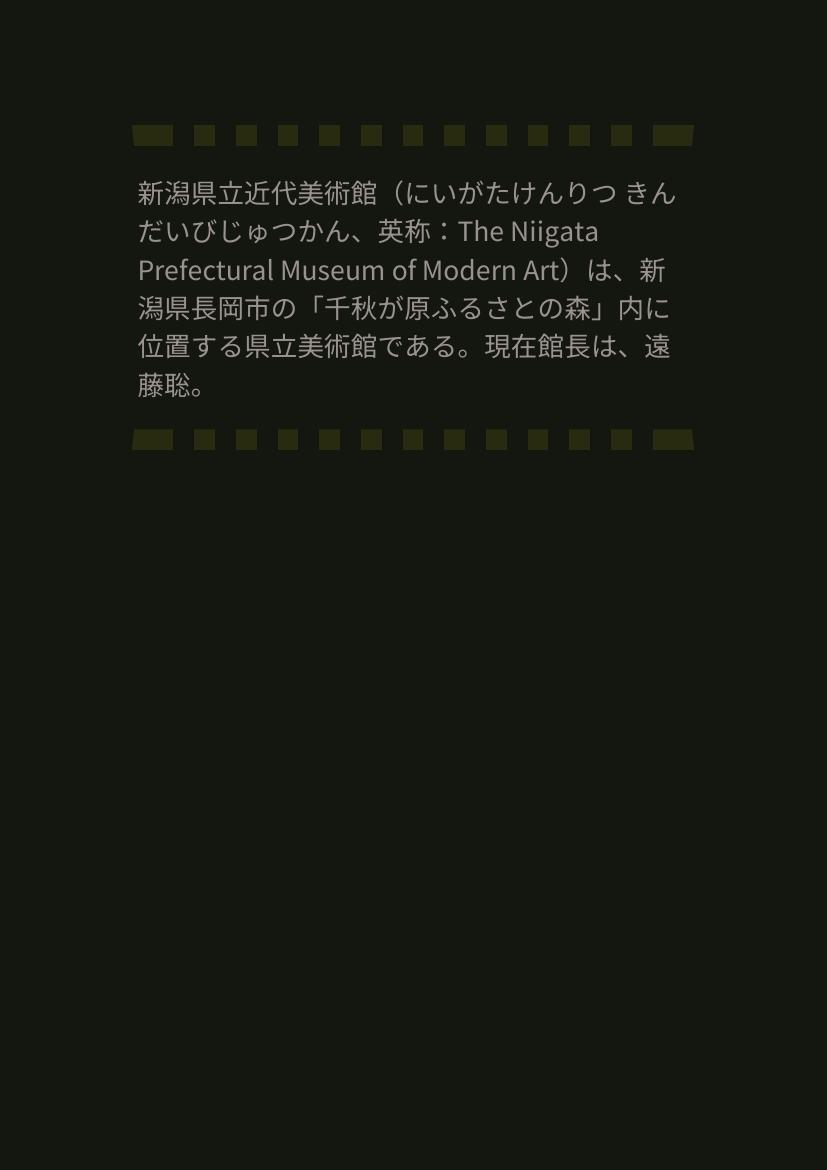 新潟県立近代美術館（にいがたけんりつ きん
だいびじゅつかん、英称：The Niigata
Prefectural Museum of Modern Art）は、新
潟県長岡市の「千秋が原ふるさとの森」内に
位置する県立美術館である。現在館長は、遠
藤聡。